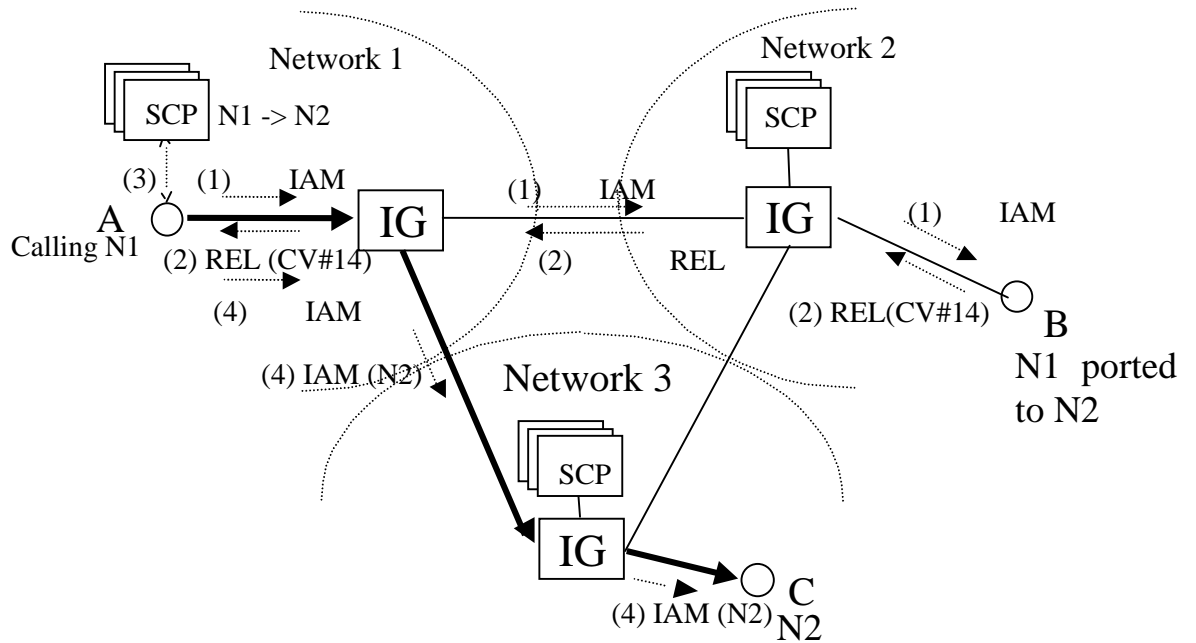 Network 1
Network 2
SCP
N1 -> N2
SCP
(3)
(1)
IAM
(1)
IAM
(1)
IAM
A
IG
IG
Calling N1
(2) REL (CV#14)
(2)
REL
(4)
IAM
(2) REL(CV#14)
B
N1 ported
to N2
(4) IAM (N2)
Network 3
SCP
IG
C
(4) IAM (N2)
N2